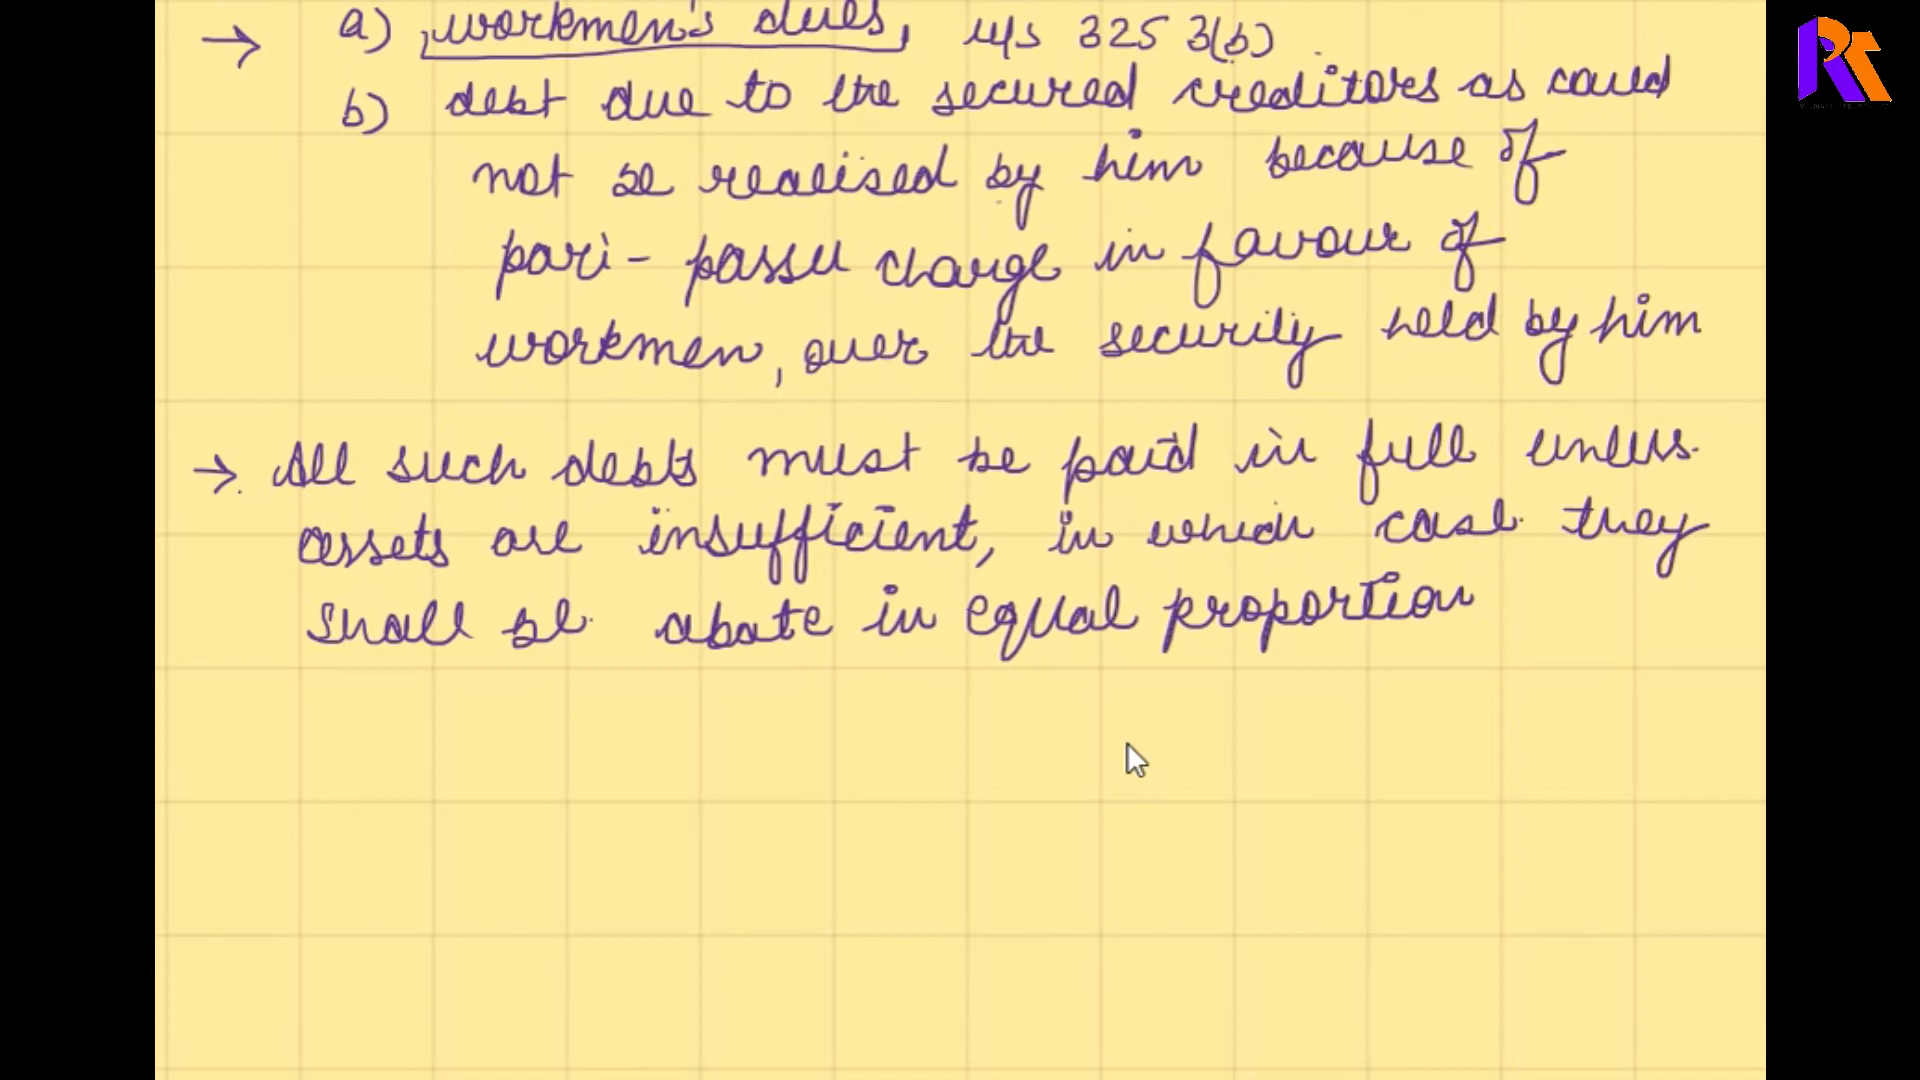 → a) workmen's dues, u/s 325 3(b)
b) debt due to the secured creditors as could
not be realised by him because of
pari - passu charge in favour of
workmen, over the security held by him
→ All such debts must be paid in full unless
assets are insufficient, in which case they
shall be abate in equal proportion
RT